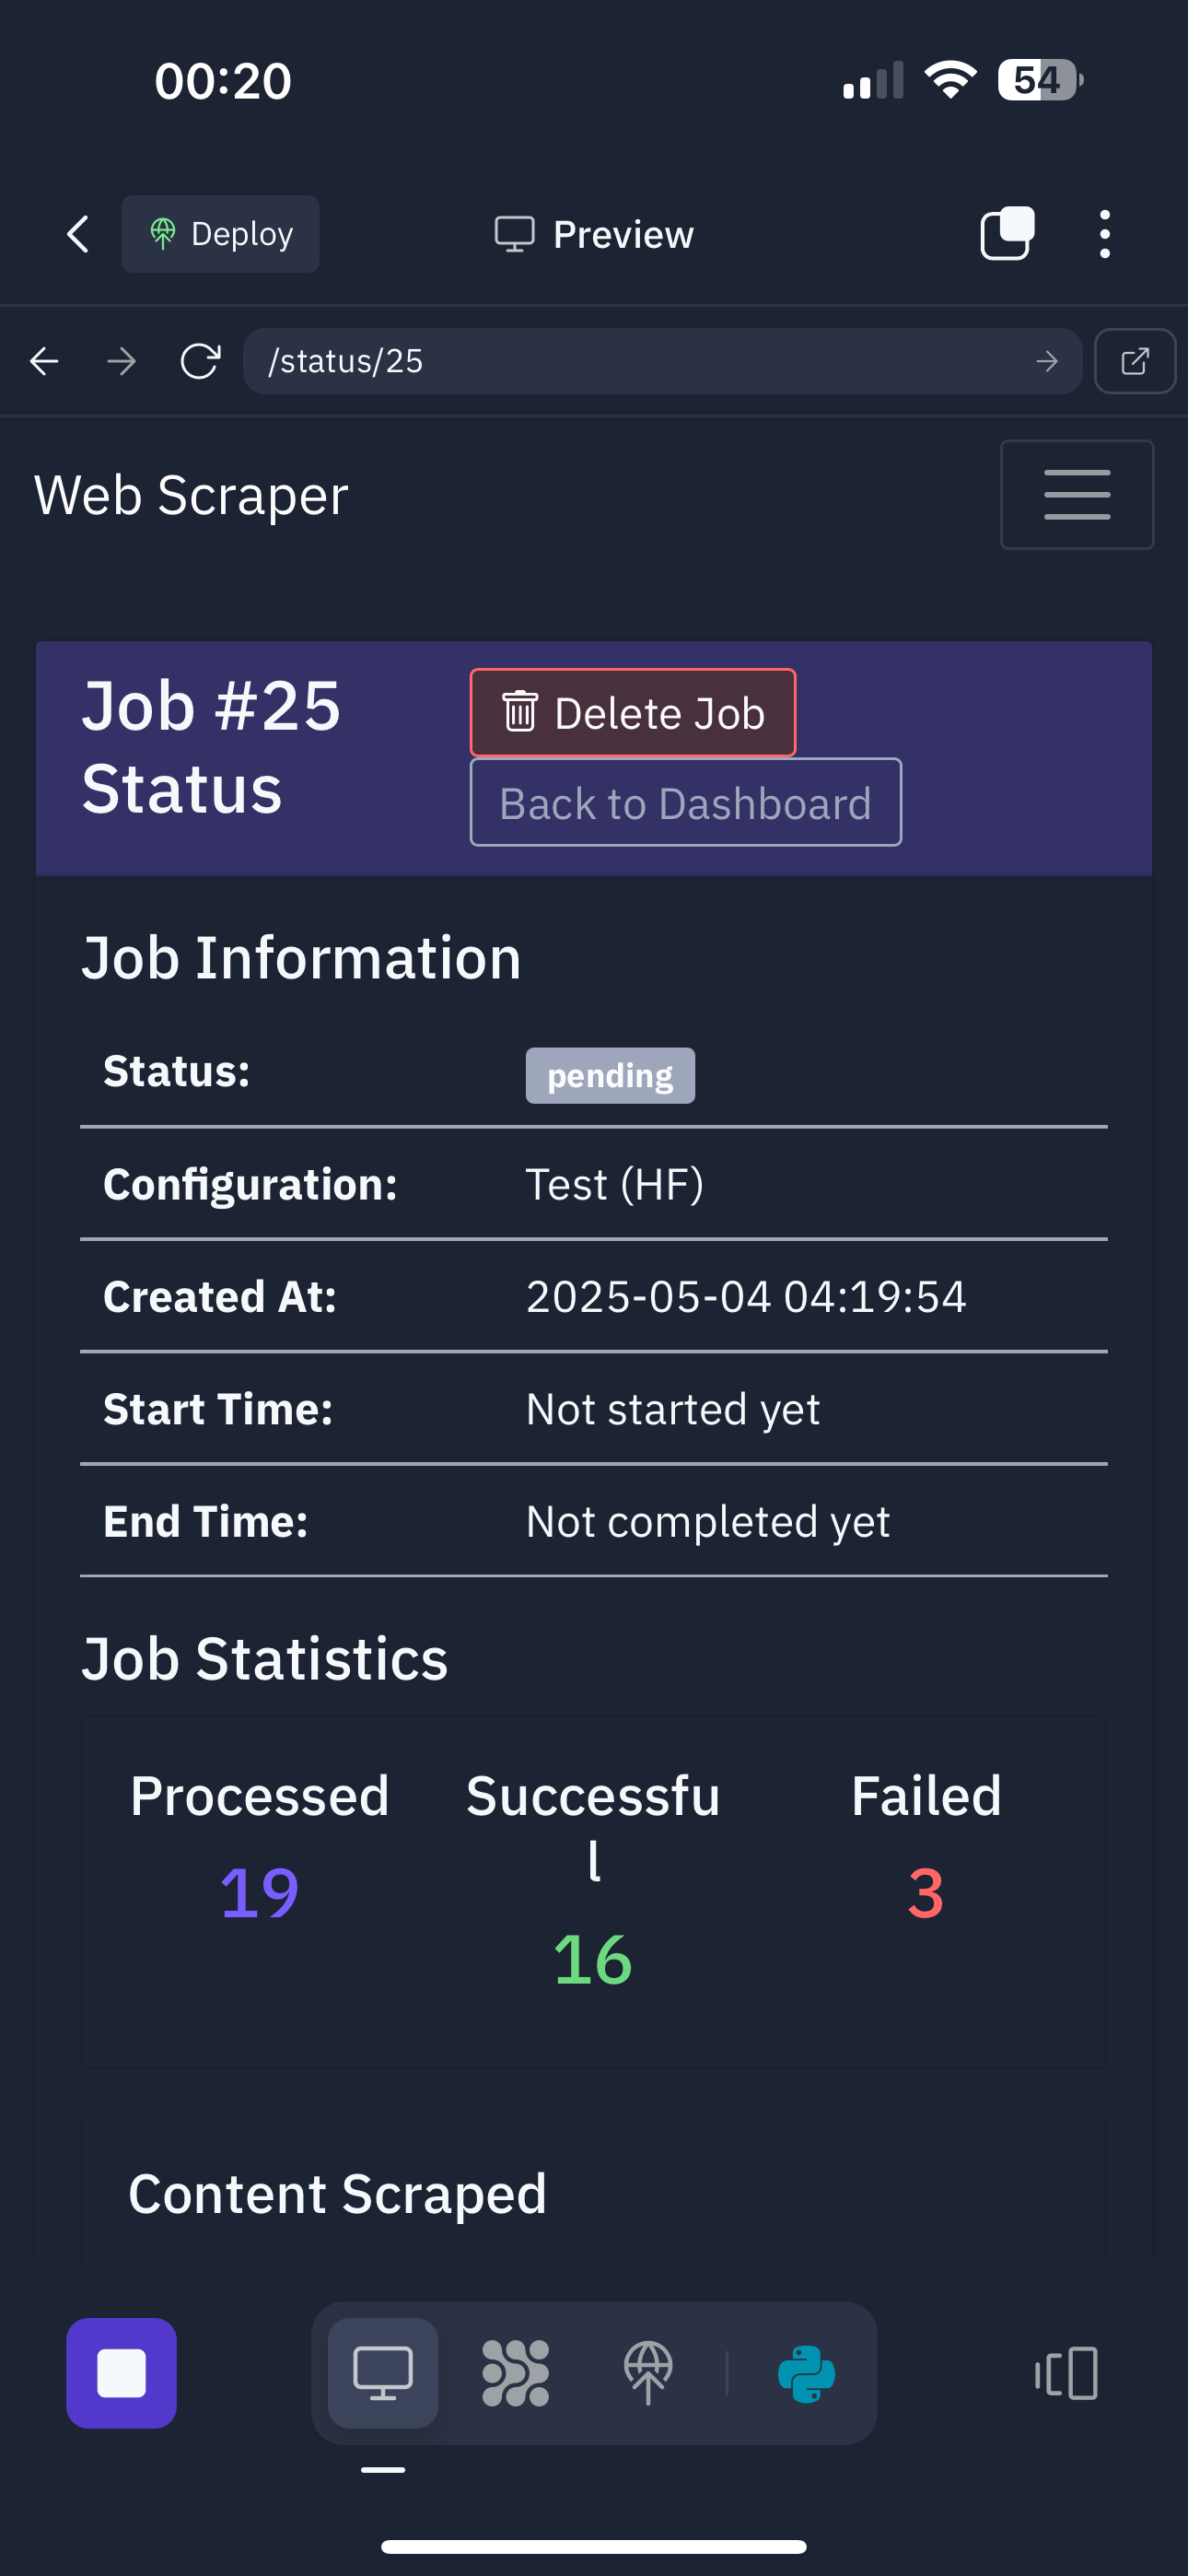 00:20
54
Deploy
Preview
/status/25
Web Scraper
Job #25
Status
Delete Job
Back to Dashboard
Job Information
Status: pending
Configuration: Test (HF)
Created At: 2025-05-04 04:19:54
Start Time: Not started yet
End Time: Not completed yet
Job Statistics
Processed
19
Successfu
l
16
Failed
3
Content Scraped